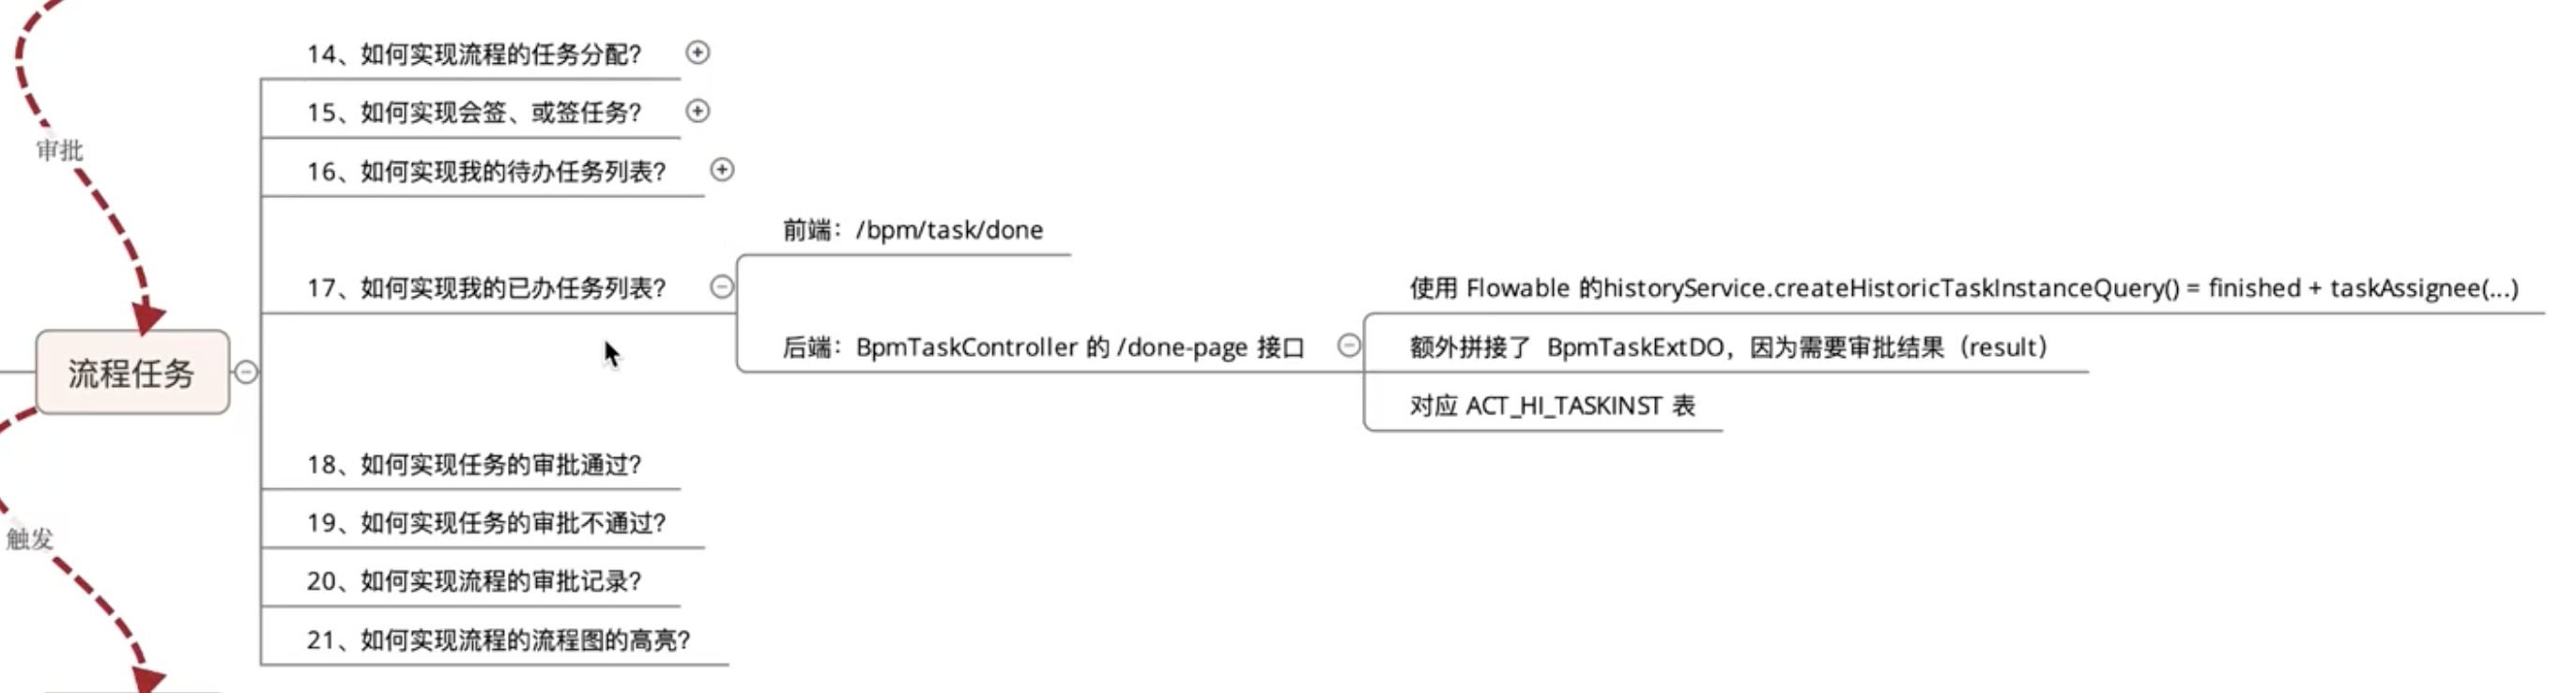 14、如何实现流程的任务分配?
15、如何实现会签、或签任务?
审批
16、如何实现我的待办任务列表?
前端：/bpm/task/done
17、如何实现我的已办任务列表?
使用 Flowable 的historyService.createHistoricTaskInstanceQuery() = finished + taskAssignee(...)
后端：BpmTaskController 的 /done-page 接口
额外拼接了 BpmTaskExtDO，因为需要审批结果（result）
流程任务
对应 ACT_HI_TASKINST 表
18、如何实现任务的审批通过?
19、如何实现任务的审批不通过?
触发
20、如何实现流程的审批记录?
21、如何实现流程的流程图的高亮?